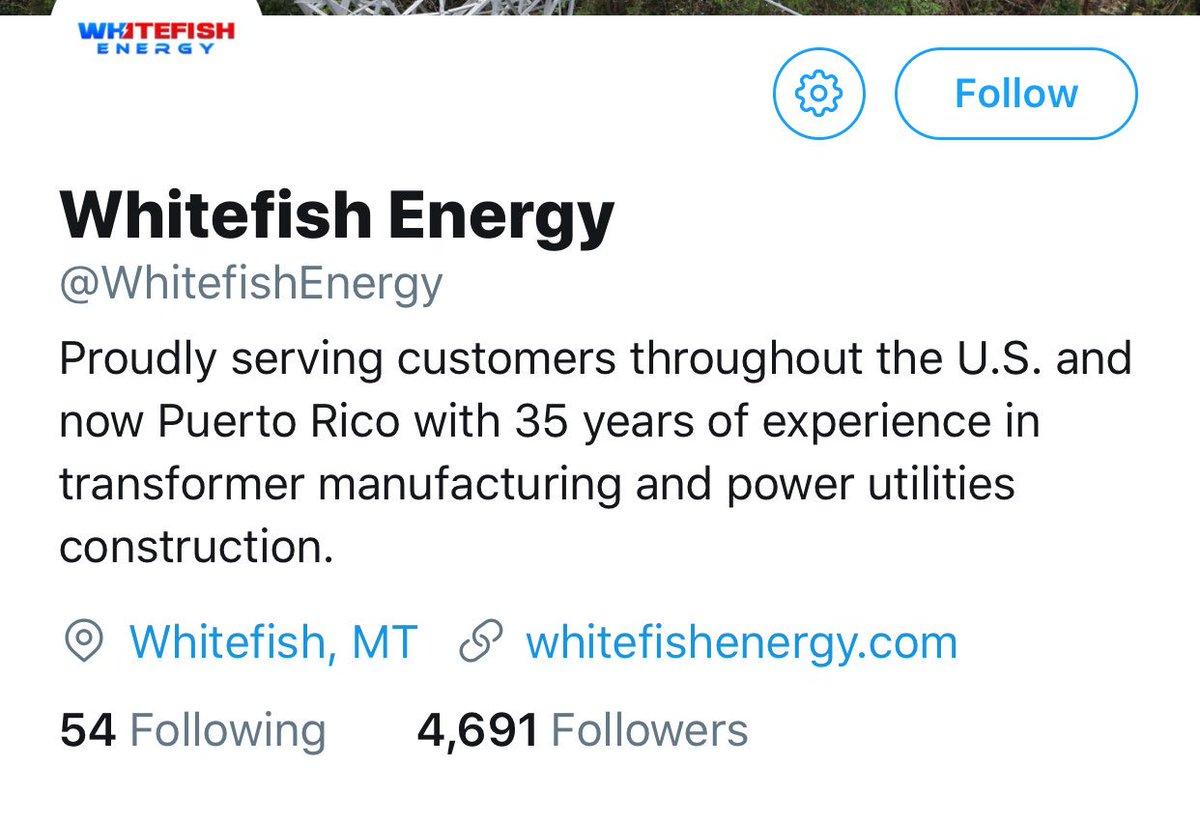 WHITEFISH
ENERGY
Follow
Whitefish Energy
@WhitefishEnergy
Proudly serving customers throughout the U.S. and
now Puerto Rico with 35 years of experience in
transformer manufacturing and power utilities
construction.
Whitefish, MT whitefishenergy.com
54 Following 4,691 Followers